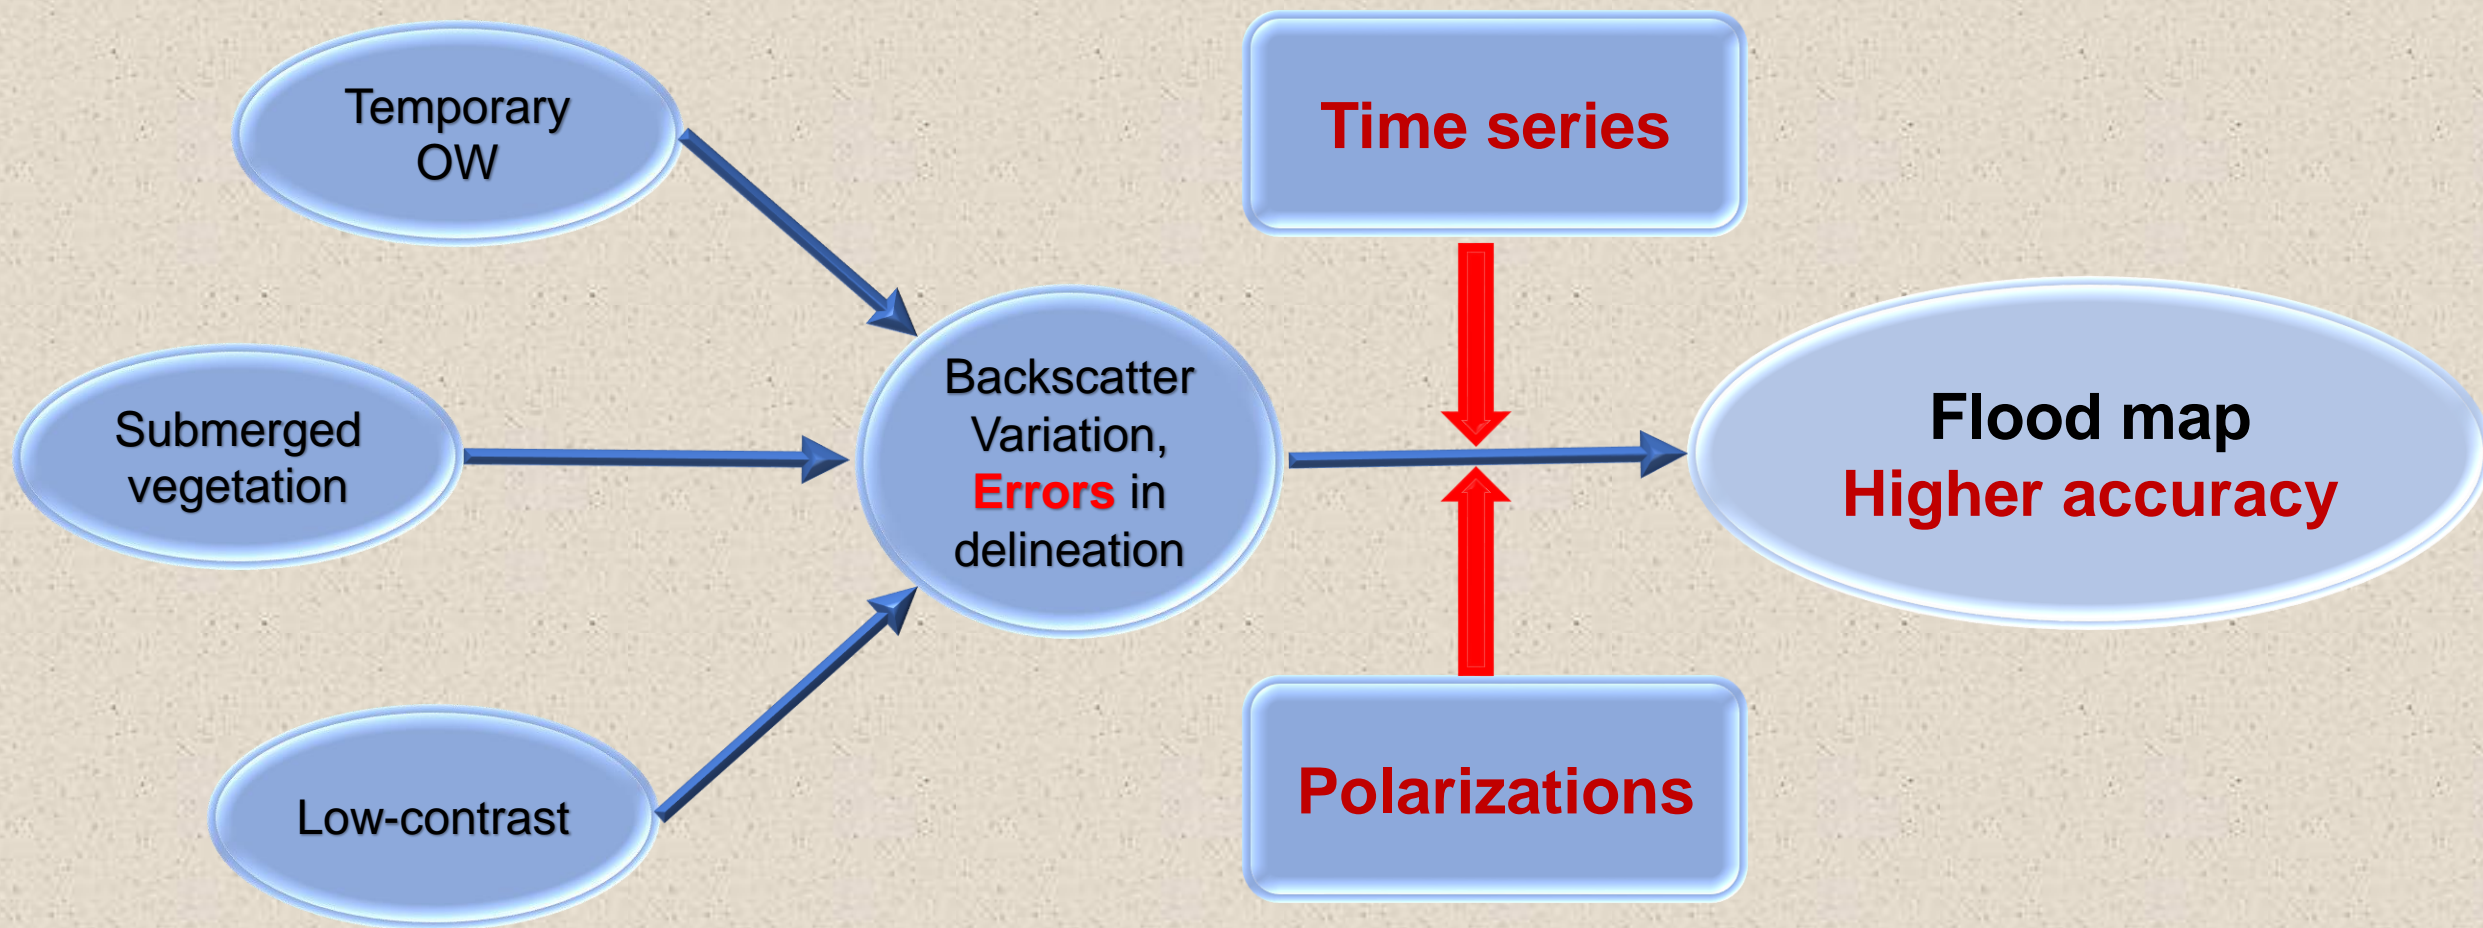 Temporary
OW
Submerged
vegetation
Low-contrast
Backscatter
Variation,
Errors in
delineation
Time series
Polarizations
Flood map
Higher accuracy